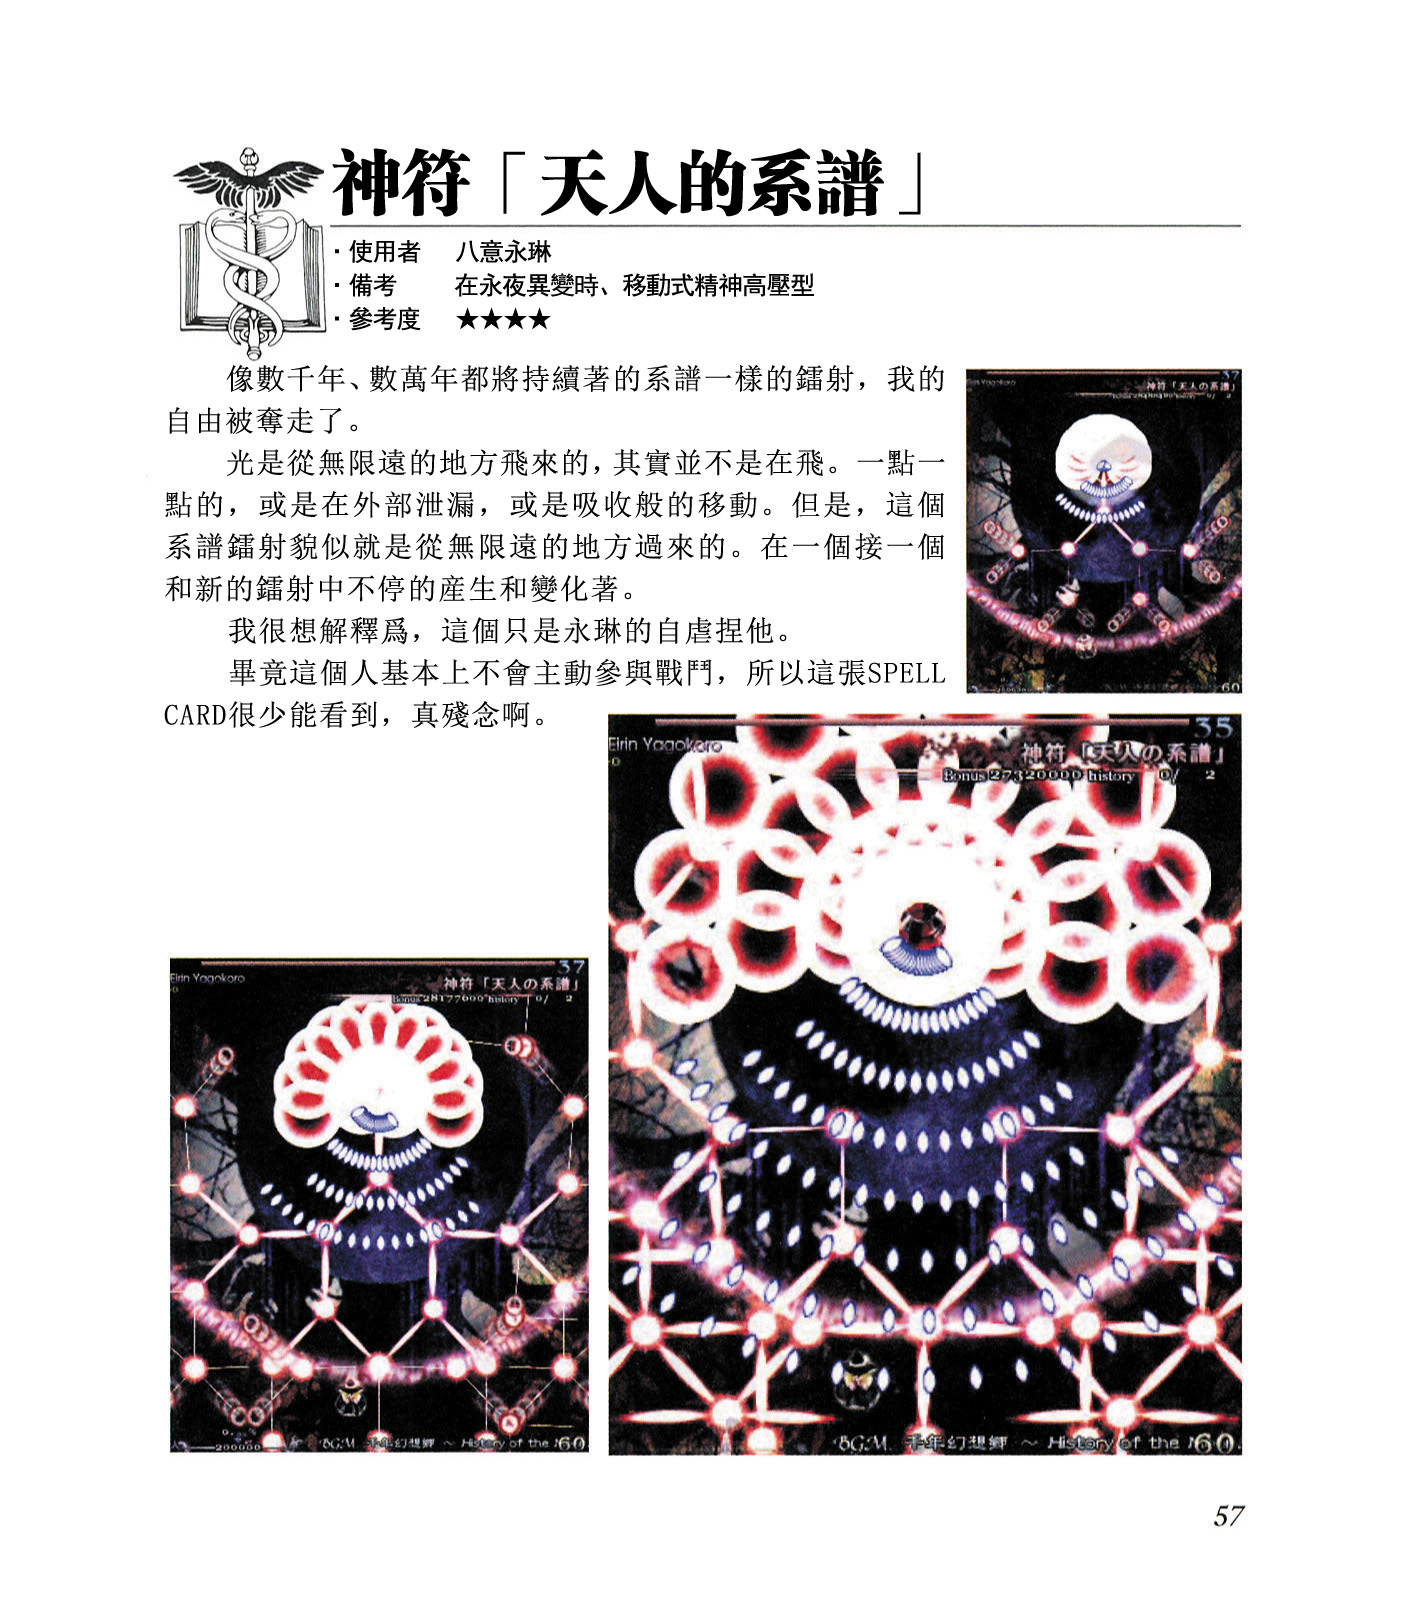 神符「天人的系譜」
·使用者 八意永琳
·備考 在永夜異變時、移動式精神高壓型
·參考度 ★★★★
像數千年、數萬年都將持續著的系譜一樣的鐳射，我的
自由被奪走了。
光是從無限遠的地方飛來的，其實並不是在飛。一點一
點的，或是在外部泄漏，或是吸收般的移動。但是，這個
系譜鐳射貌似就是從無限遠的地方過來的。在一個接一個
和新的鐳射中不停的産生和變化著。
我很想解釋爲，這個只是永琳的自虐捏他。
畢竟這個人基本上不會主動參與戰鬥，所以這張SPELL
CARD很少能看到，真殘念啊。
37
神符「天人の系譜」
60
Eirin Yagokoro
35
神符「天人の系譜」
Bonus 27320000 history 0/ 2
BGM. 千年幻想郷 ～ History of the
60
Eirin Yagokoro
37
神符「天人の系譜」
Bonus 28177600 history 0/ 2
200000
BGM. 千年幻想郷 ～ History of the
60
57